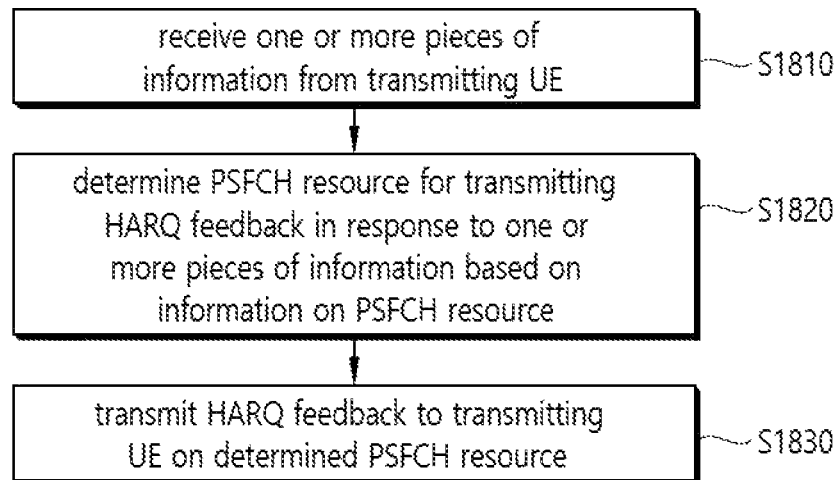 receive one or more pieces of
information from transmitting UE
S1810
determine PSFCH resource for transmitting
HARQ feedback in response to one or
more pieces of information based on
information on PSFCH resource
S1820
transmit HARQ feedback to transmitting
UE on determined PSFCH resource
S1830